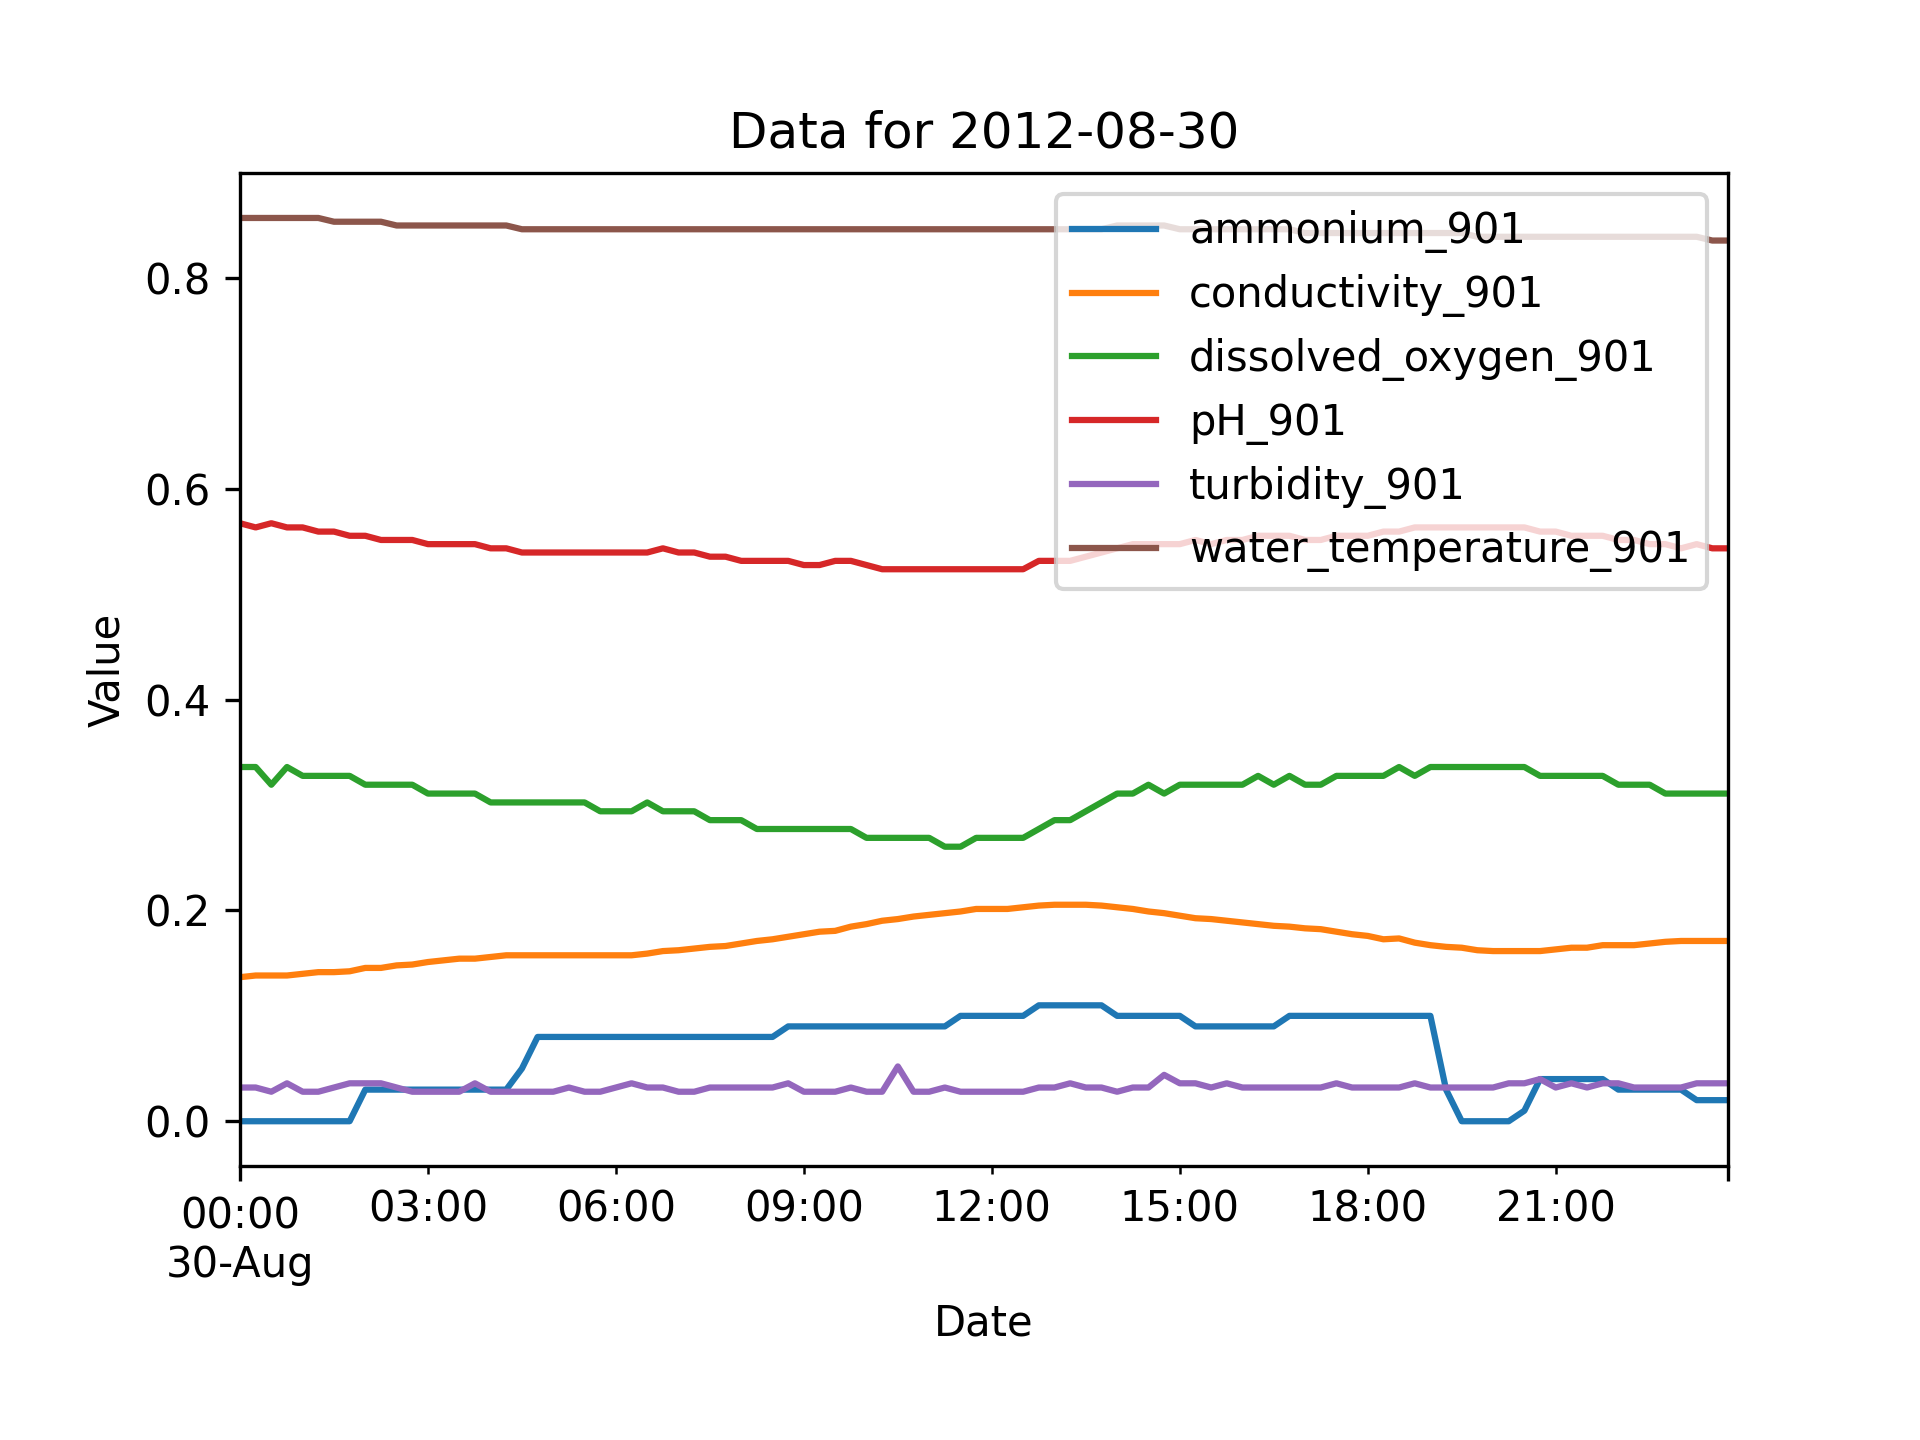 Data for 2012-08-30
ammonium_901
conductivity_901
dissolved_oxygen_901
pH_901
turbidity_901
water_temperature_901
Value
0.8
0.6
0.4
0.2
0.0
00:00 03:00 06:00 09:00 12:00 15:00 18:00 21:00
30-Aug
Date